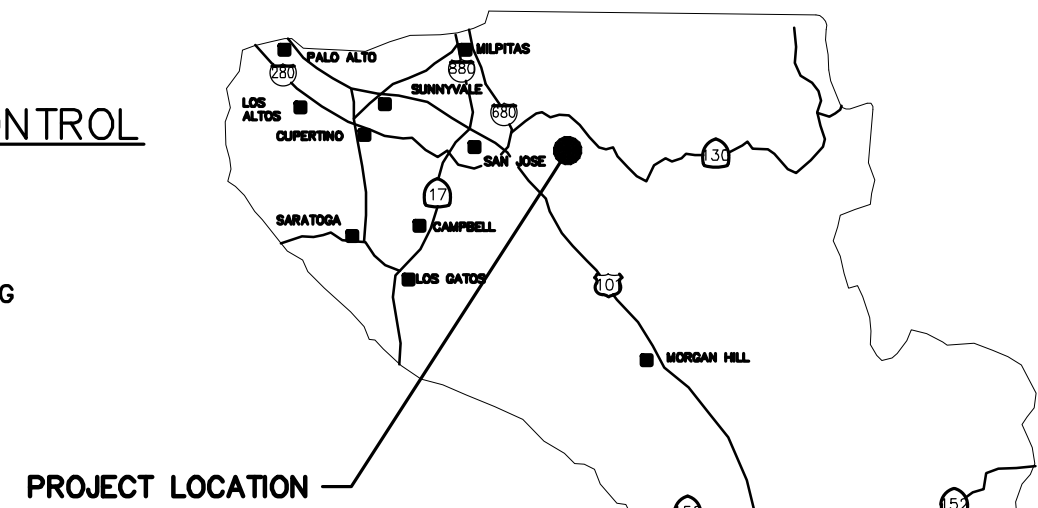 MILPITAS
PALO ALTO
280
880
SUNNYVALE
LOS
ALTOS
680
NTROL
CUPERTINO
130
SAN JOSE
17
SARATOGA
CAMPBELL
LOS GATOS
101
G
MORGAN HILL
PROJECT LOCATION
152